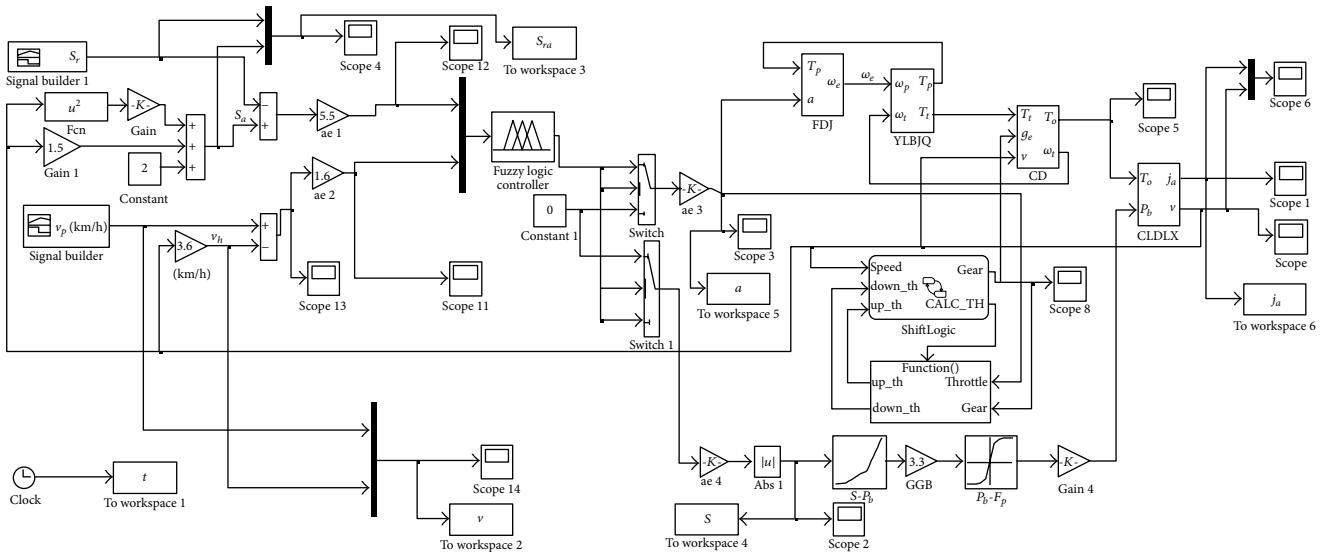 S_r
Signal builder 1
Scope 4
Scope 12
S_ra
To workspace 3
u²
Fcn
-K-
Gain
1.5
Gain 1
2
Constant
+
+
+
S_a
−
+
5.5
ae 1
1.6
ae 2
v_p (km/h)
Signal builder
3.6
(km/h)
v_h
+
−
Scope 13
Scope 11
Fuzzy logic
controller
0
Constant 1
Switch
Switch 1
-K-
ae 3
Scope 3
a
To workspace 5
T_p
a
ω_e
FDJ
ω_e
ω_p
ω_t
T_p
T_t
YLBJQ
T_t
g_e
v
T_o
ω_t
CD
Scope 5
T_o
P_b
j_a
v
CLDLX
Scope 6
Scope 1
Scope
j_a
To workspace 6
Speed
down_th
up_th
Gear
CALC_TH
ShiftLogic
Scope 8
Function()
up_th
down_th
Throttle
Gear
Clock
t
To workspace 1
Scope 14
v
To workspace 2
-K-
ae 4
|u|
Abs 1
S-P_b
3.3
GGB
P_b-F_p
-K-
Gain 4
S
To workspace 4
Scope 2